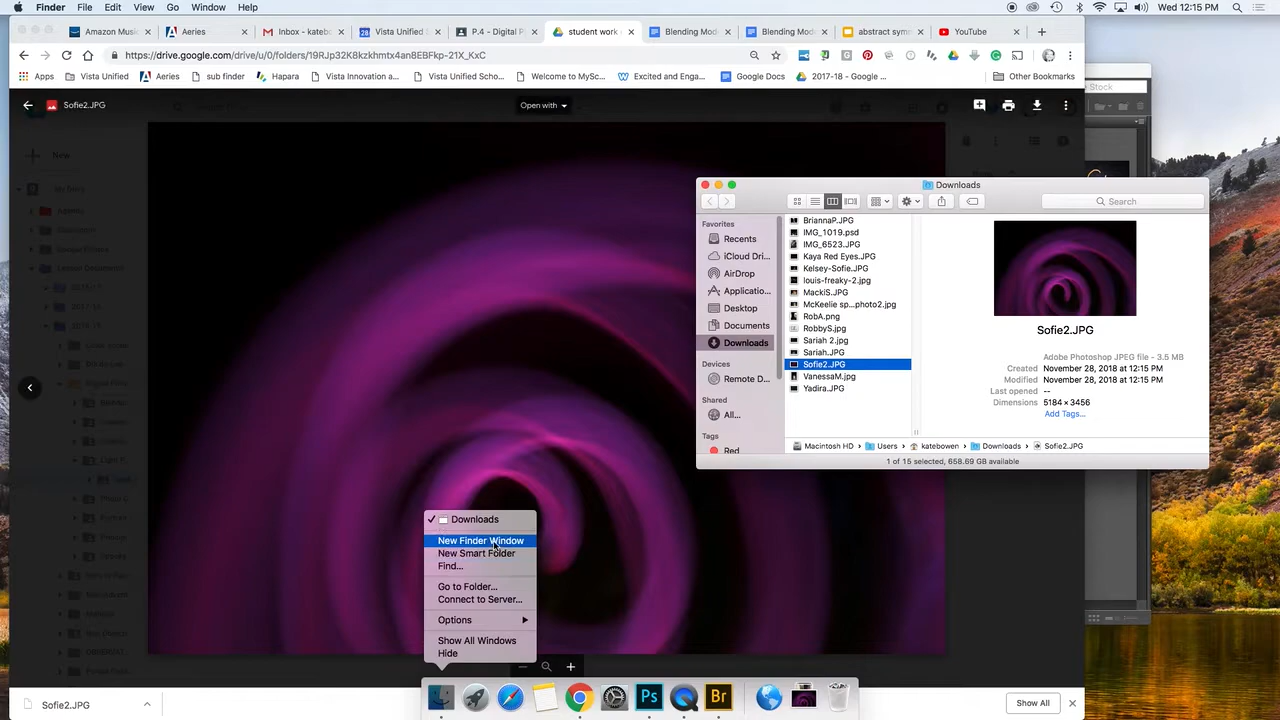 Finder File Edit View Go Window Help Wed 12:15 PM
Amazon Music Aeries Inbox - katebo 28 Vista Unified S P.4 - Digital P student work Blending Mod Blending Mod abstract sym YouTube
https://drive.google.com/drive/u/0/folders/19RJp32K8kzkhmtx4an8EBFkp-21X_KxC
Apps Vista Unified Aeries sub finder Hapara Vista Innovation a... Vista Unified Scho... Welcome to MySc... Excited and Enga... Google Docs 2017-18 - Google ... Other Bookmarks
Stock
Sofie2.JPG Open with
New
Downloads
Search
Favorites
Recents
iCloud Dri...
AirDrop
Applicatio...
Desktop
Documents
Downloads
Devices
Remote D...
Shared
All...
Tags
Red
BriannaP.JPG
IMG_1019.psd
IMG_6523.JPG
Kaya Red Eyes.JPG
Kelsey-Sofie.JPG
louis-freaky-2.jpg
MackiS.JPG
McKeelie sp...photo2.jpg
RobA.png
RobbyS.jpg
Sariah 2.jpg
Sariah.JPG
Sofie2.JPG
VanessaM.jpg
Yadira.JPG
Sofie2.JPG
Adobe Photoshop JPEG file - 3.5 MB
Created November 28, 2018 at 12:15 PM
Modified November 28, 2018 at 12:15 PM
Last opened --
Dimensions 5184 × 3456
Add Tags...
Macintosh HD Users katebowen Downloads Sofie2.JPG
1 of 15 selected, 658.69 GB available
Downloads
New Finder Window
New Smart Folder
Find...
Go to Folder...
Connect to Server...
Options
Show All Windows
Hide
Ps Br
Sofie2.JPG Show All